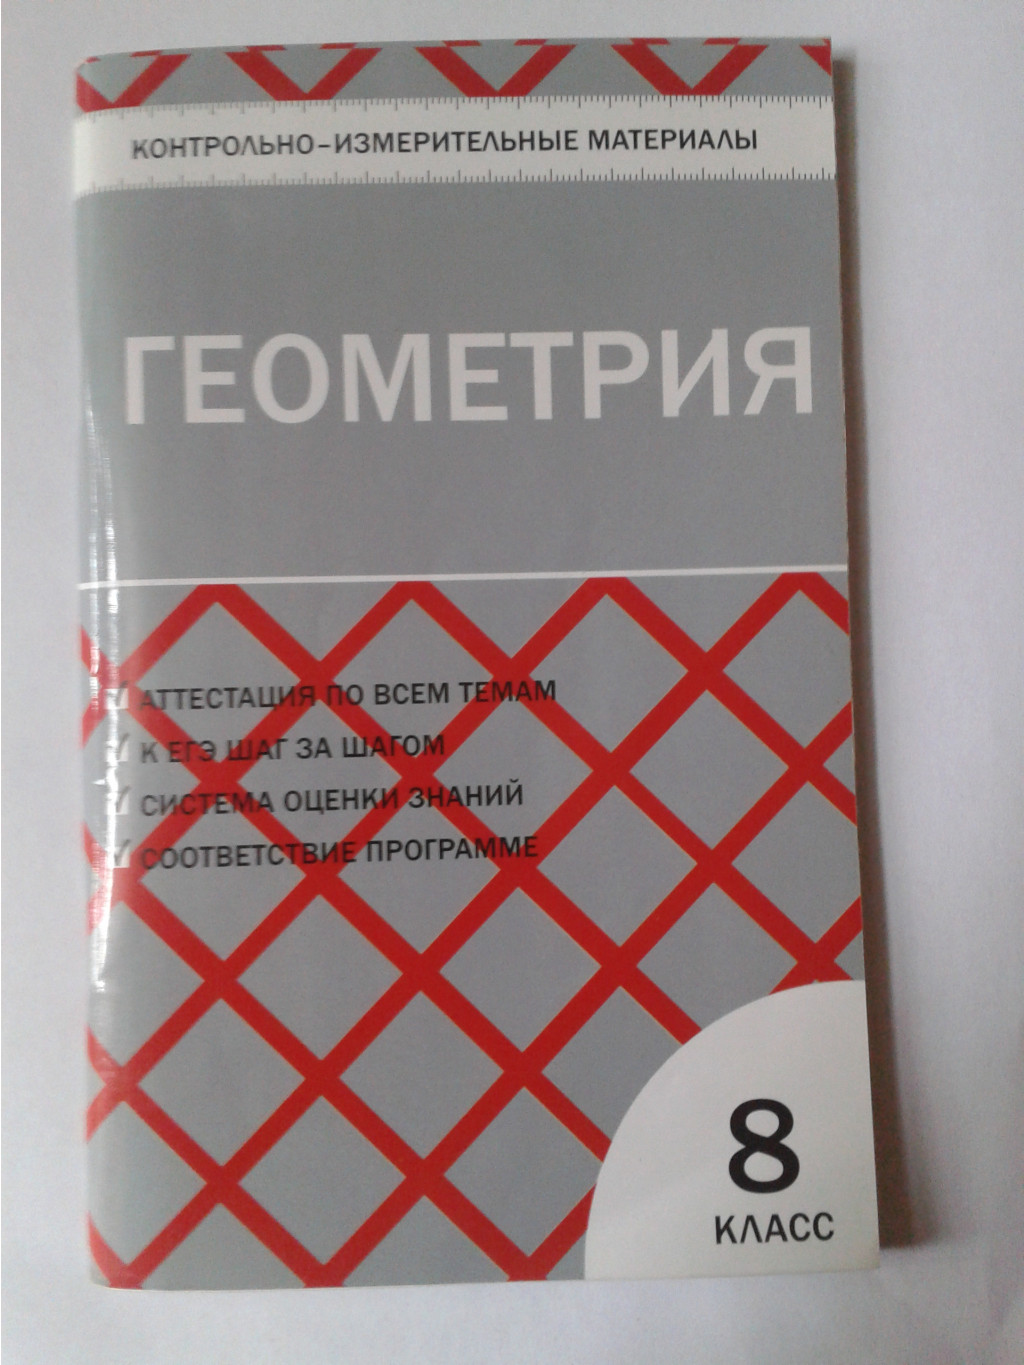 КОНТРОЛЬНО-ИЗМЕРИТЕЛЬНЫЕ МАТЕРИАЛЫ
ГЕОМЕТРИЯ
АТТЕСТАЦИЯ ПО ВСЕМ ТЕМАМ
К ЕГЭ ШАГ ЗА ШАГОМ
СИСТЕМА ОЦЕНКИ ЗНАНИЙ
СООТВЕТСТВИЕ ПРОГРАММЕ
8
КЛАСС